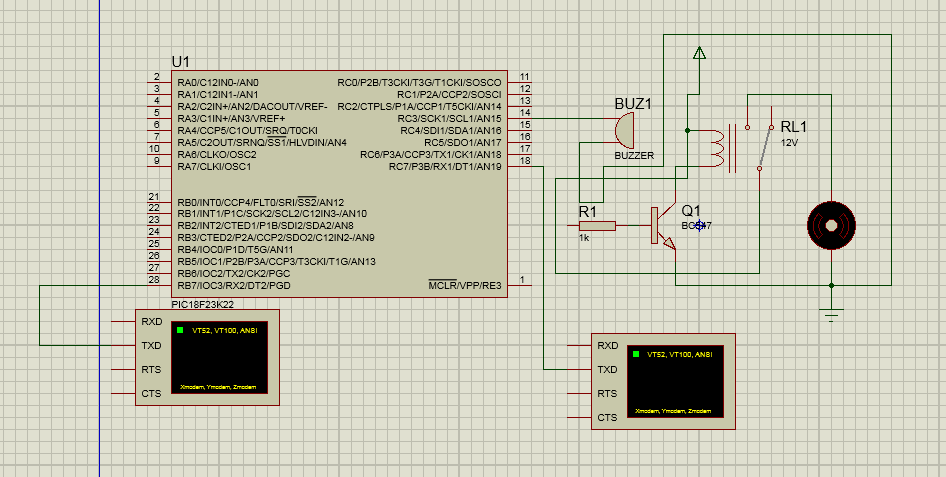 U1
2 RA0/C12IN0-/AN0 RC0/P2B/T3CKI/T3G/T1CKI/SOSCO 11
3 RA1/C12IN1-/AN1 RC1/P2A/CCP2/SOSCI 12
4 RA2/C2IN+/AN2/DACOUT/VREF- RC2/CTPLS/P1A/CCP1/T5CKI/AN14 13
5 RA3/C1IN+/AN3/VREF+ RC3/SCK1/SCL1/AN15 14
6 RA4/CCP5/C1OUT/SRQ/T0CKI RC4/SDI1/SDA1/AN16 15
7 RA5/C2OUT/SRNQ/SS1/HLVDIN/AN4 RC5/SDO1/AN17 16
10 RA6/CLKO/OSC2 RC6/P3A/CCP3/TX1/CK1/AN18 17
9 RA7/CLKI/OSC1 RC7/P3B/RX1/DT1/AN19 18
21 RB0/INT0/CCP4/FLT0/SRI/SS2/AN12
22 RB1/INT1/P1C/SCK2/SCL2/C12IN3-/AN10
23 RB2/INT2/CTED1/P1B/SDI2/SDA2/AN8
24 RB3/CTED2/P2A/CCP2/SDO2/C12IN2-/AN9
25 RB4/IOC0/P1D/T5G/AN11
26 RB5/IOC1/P2B/P3A/CCP3/T3CKI/T1G/AN13
27 RB6/IOC2/TX2/CK2/PGC
28 RB7/IOC3/RX2/DT2/PGD MCLR/VPP/RE3 1
PIC18F23K22
BUZ1
BUZZER
RL1
12V
R1
1k
Q1
RXD
TXD
RTS
CTS
VT52, VT100, ANSI
Xmodem, Ymodem, Zmodem
RXD
TXD
RTS
CTS
VT52, VT100, ANSI
Xmodem, Ymodem, Zmodem